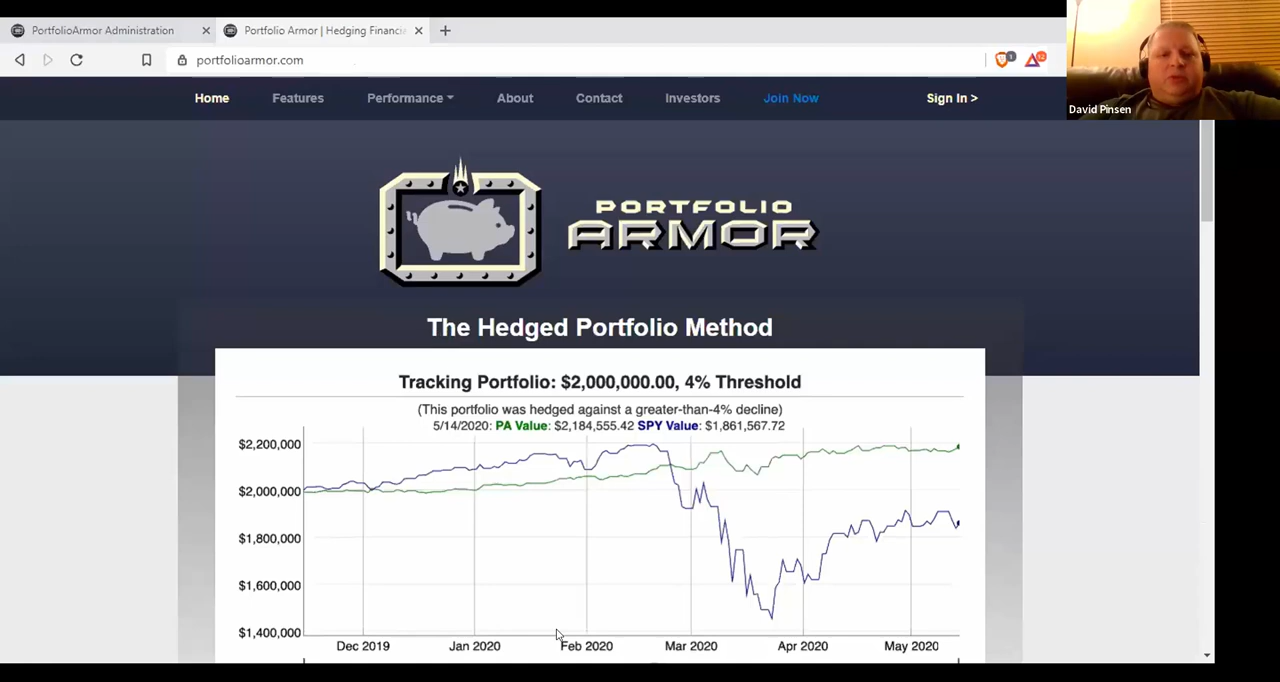 PortfolioArmor Administration
Portfolio Armor | Hedging Financi
portfolioarmor.com
1
12
David Pinsen
Home Features Performance About Contact Investors Join Now Sign In >
PORTFOLIO
ARMOR
The Hedged Portfolio Method
Tracking Portfolio: $2,000,000.00, 4% Threshold
(This portfolio was hedged against a greater-than-4% decline)
5/14/2020: PA Value: $2,184,555.42 SPY Value: $1,861,567.72
$2,200,000
$2,000,000
$1,800,000
$1,600,000
$1,400,000
Dec 2019 Jan 2020 Feb 2020 Mar 2020 Apr 2020 May 2020